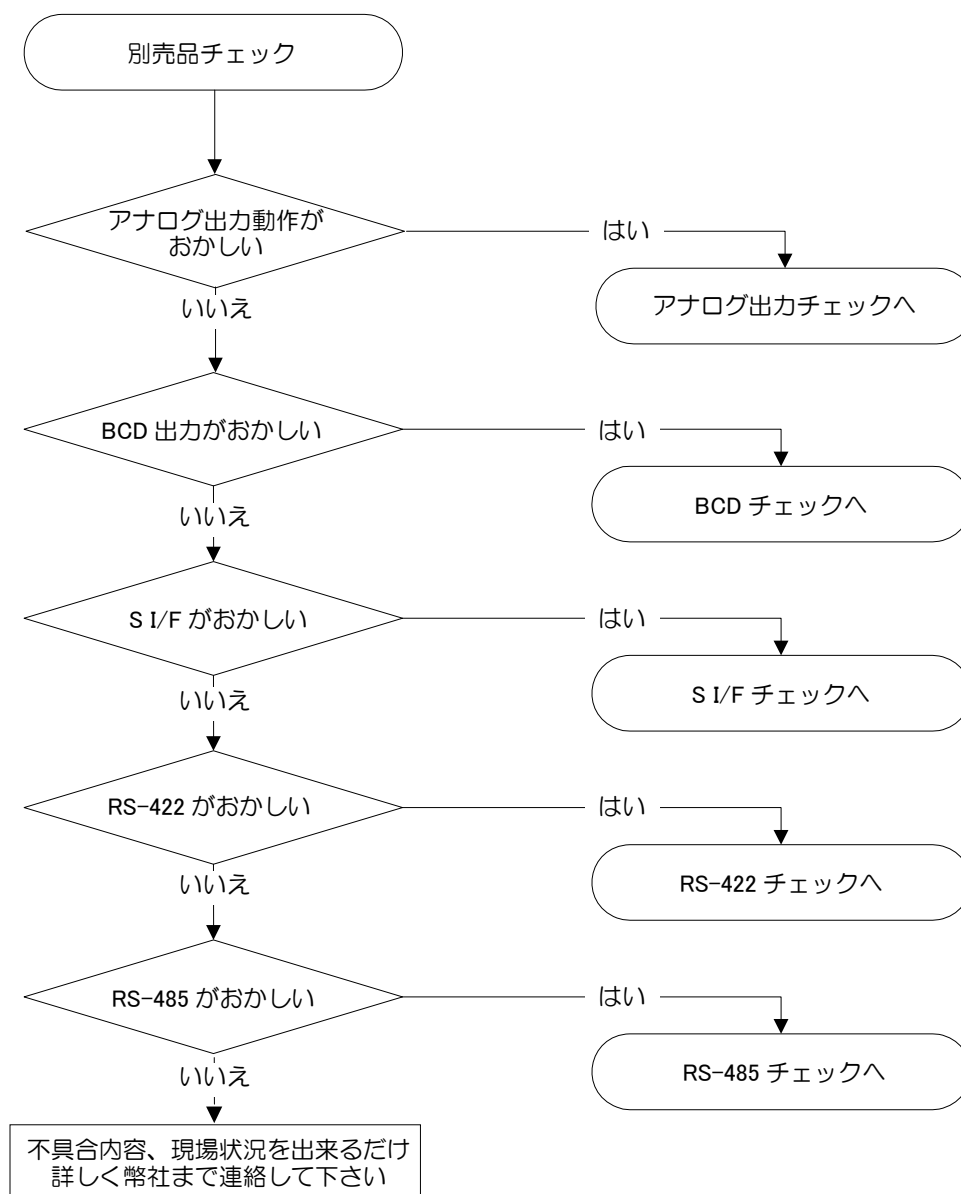 別売品チェック
アナログ出力動作が
おかしい
はい
アナログ出力チェックへ
いいえ
BCD 出力がおかしい
はい
BCD チェックへ
いいえ
S I/F がおかしい
はい
S I/F チェックへ
いいえ
RS-422 がおかしい
はい
RS-422 チェックへ
いいえ
RS-485 がおかしい
はい
RS-485 チェックへ
いいえ
不具合内容、現場状況を出来るだけ
詳しく幣社まで連絡して下さい